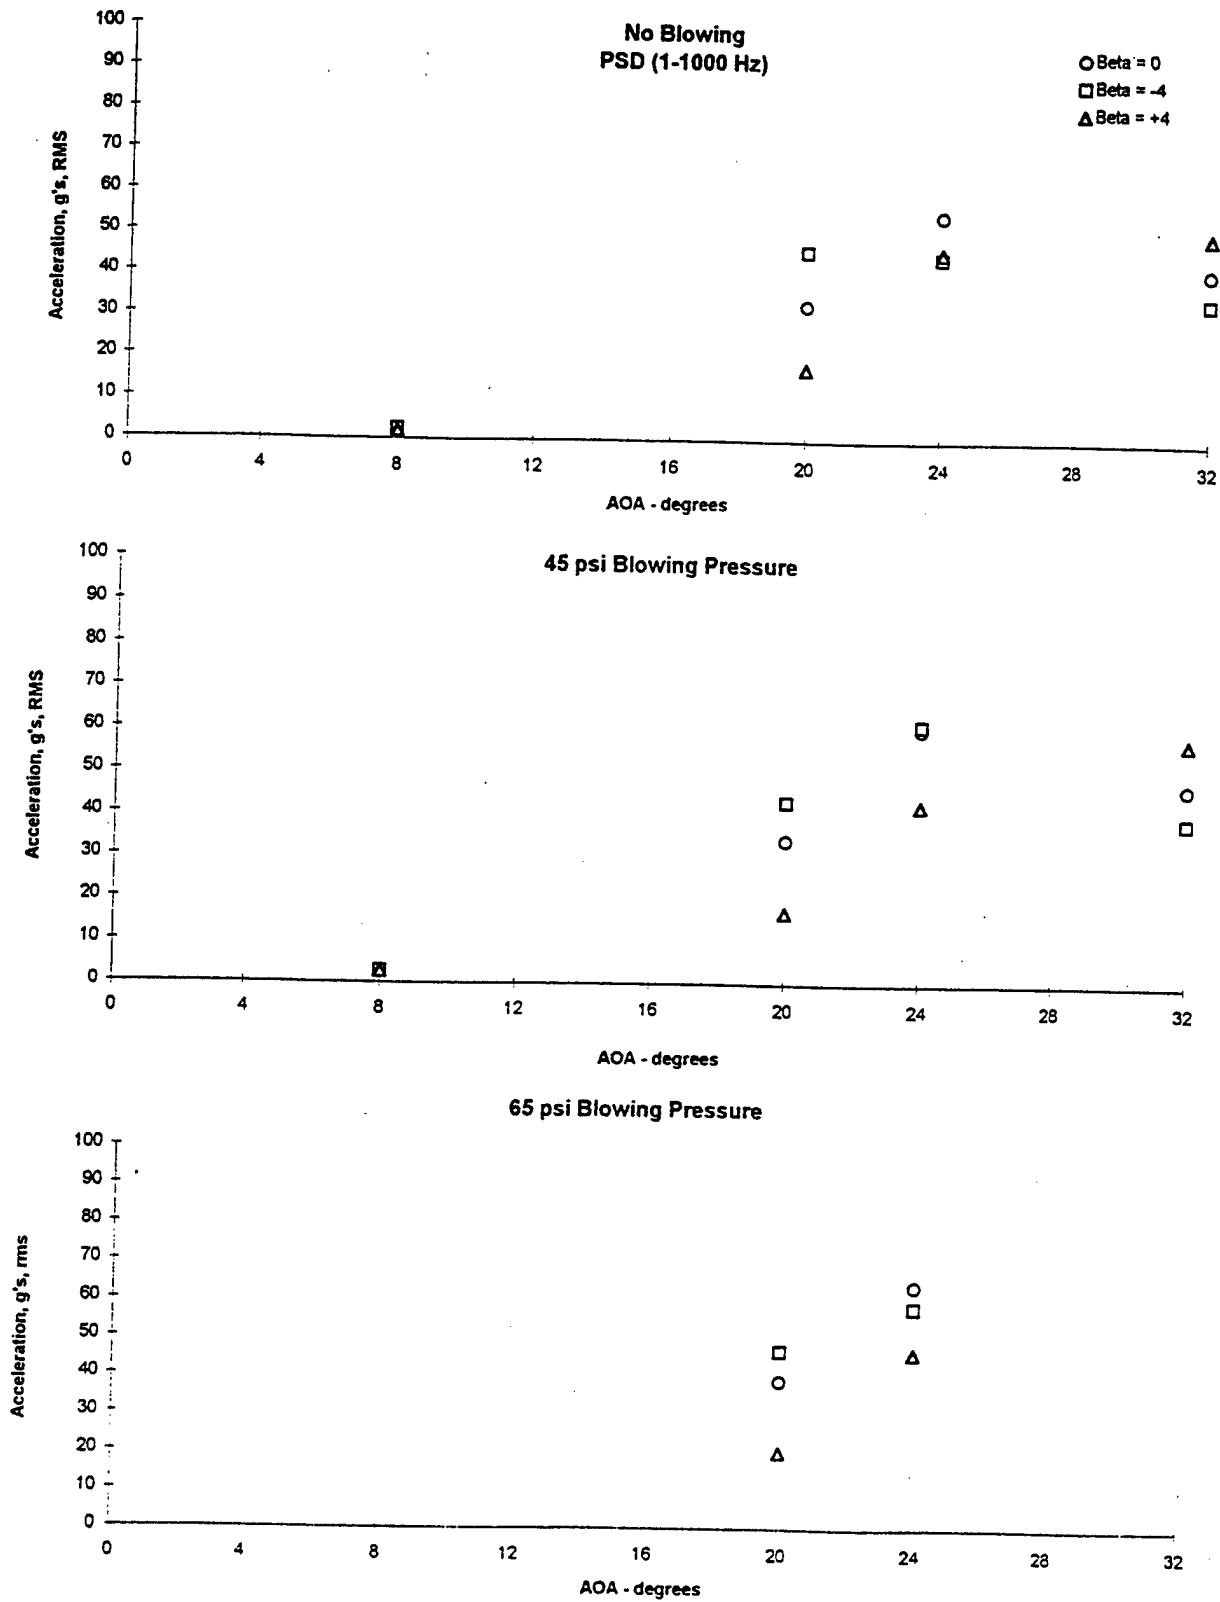 No Blowing
PSD (1-1000 Hz)
Beta = 0
Beta = -4
Beta = +4
Acceleration, g's, RMS
100
90
80
70
60
50
40
30
20
10
0
0 4 8 12 16 20 24 28 32
AOA - degrees
45 psi Blowing Pressure
Acceleration, g's, RMS
100
90
80
70
60
50
40
30
20
10
0
0 4 8 12 16 20 24 28 32
AOA - degrees
65 psi Blowing Pressure
Acceleration, g's, rms
100
90
80
70
60
50
40
30
20
10
0
0 4 8 12 16 20 24 28 32
AOA - degrees